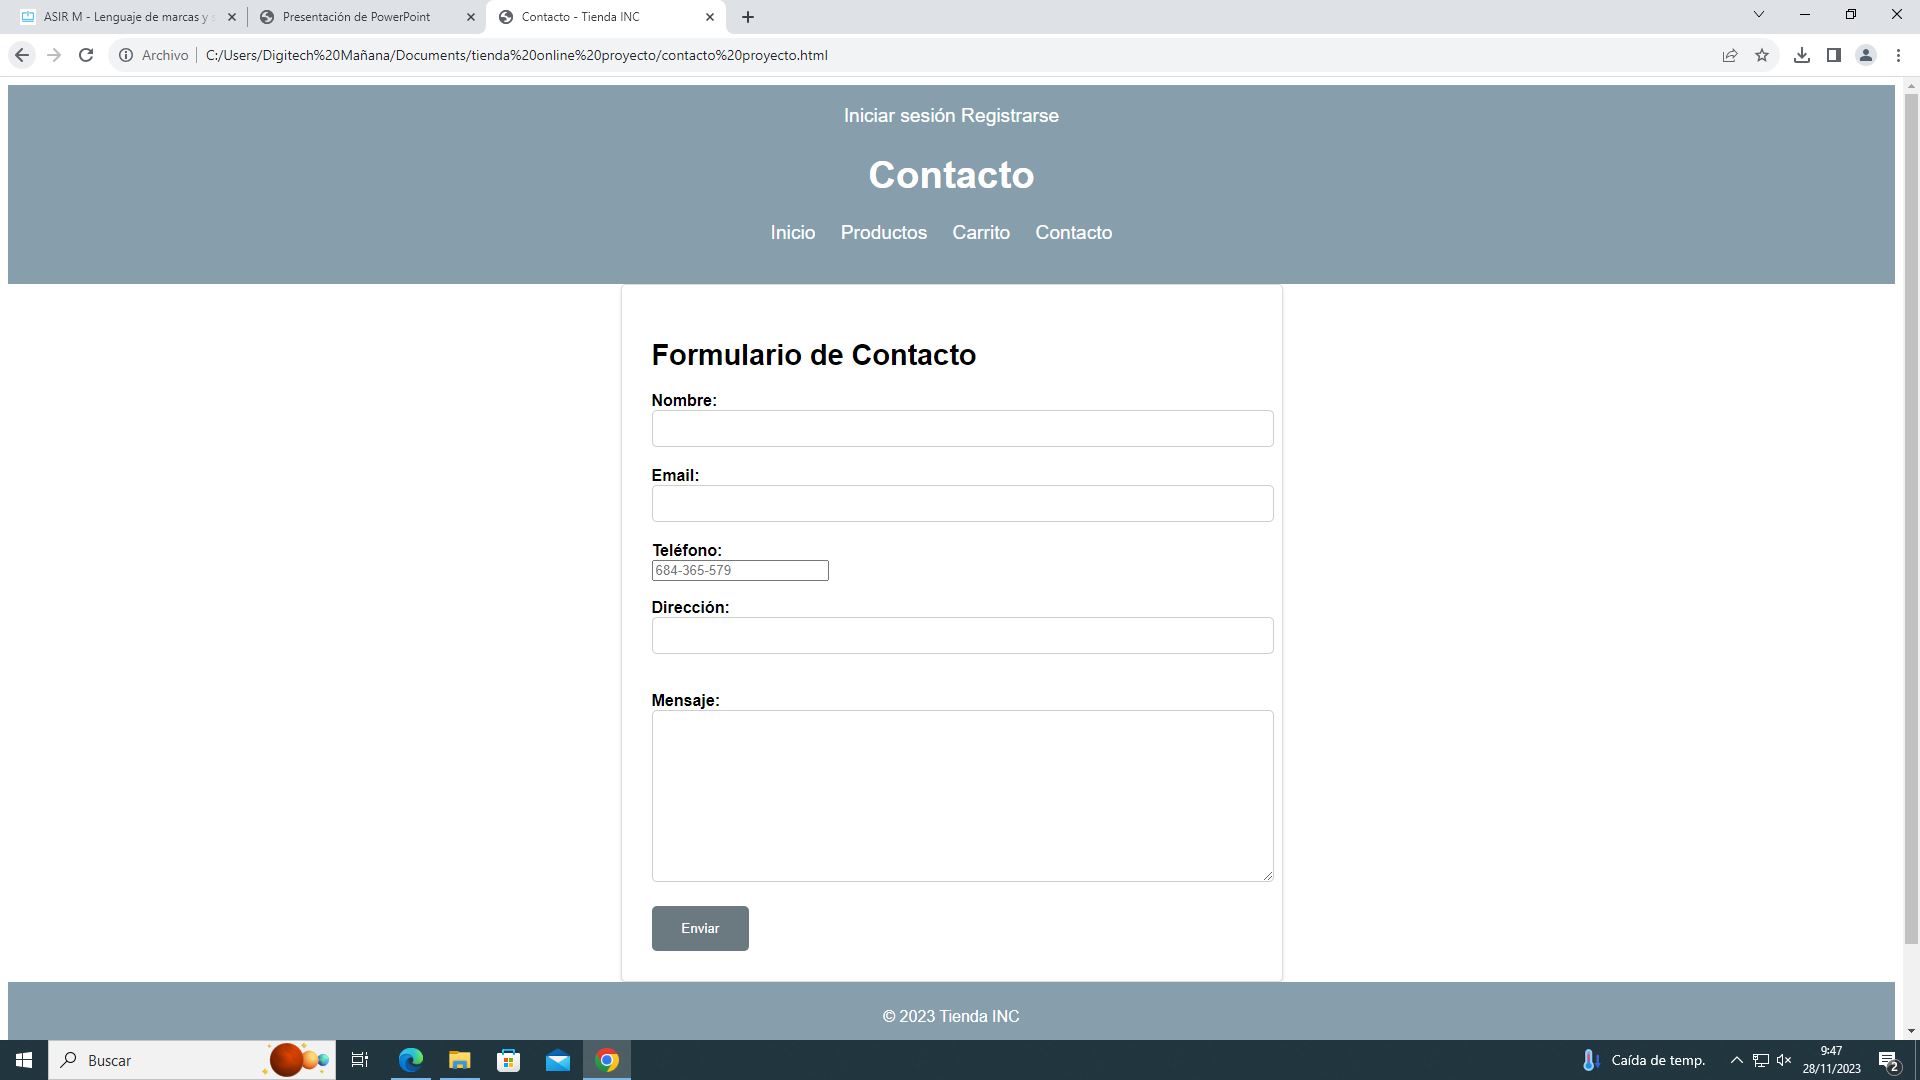 ASIR M - Lenguaje de marcas y s
Presentación de PowerPoint
Contacto - Tienda INC
Archivo
C:/Users/Digitech%20Mañana/Documents/tienda%20online%20proyecto/contacto%20proyecto.html
Iniciar sesión Registrarse
Contacto
Inicio Productos Carrito Contacto
Formulario de Contacto
Nombre:
Email:
Teléfono:
684-365-579
Dirección:
Mensaje:
Enviar
© 2023 Tienda INC
Buscar
Caída de temp.
9:47
28/11/2023
2